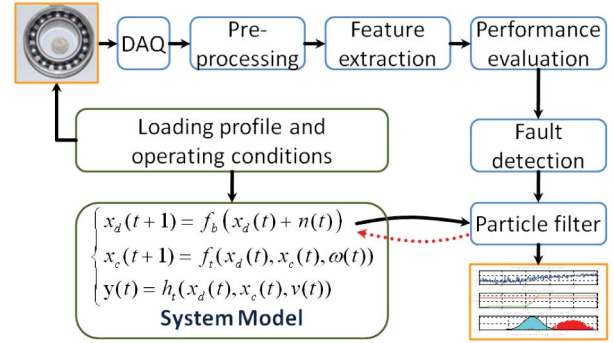 DAQ
Pre-
processing
Feature
extraction
Performance
evaluation
Loading profile and
operating conditions
Fault
detection
x_d(t+1) = f_b(x_d(t)+n(t))
x_c(t+1) = f_t(x_d(t), x_c(t), ω(t))
y(t) = h_t(x_d(t), x_c(t), v(t))
System Model
Particle filter